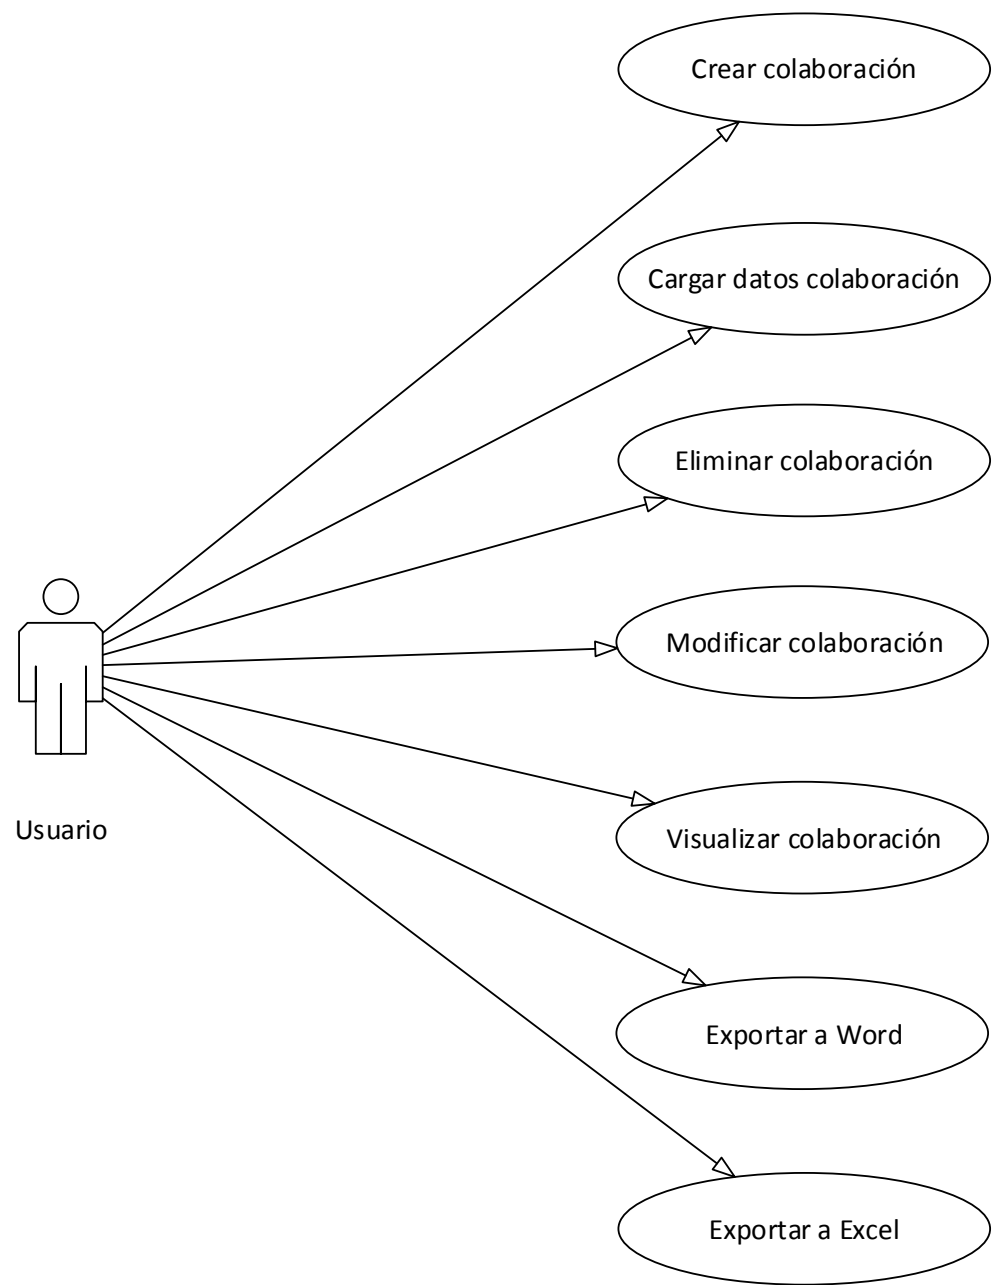 Crear colaboración
Cargar datos colaboración
Eliminar colaboración
Modificar colaboración
Usuario
Visualizar colaboración
Exportar a Word
Exportar a Excel